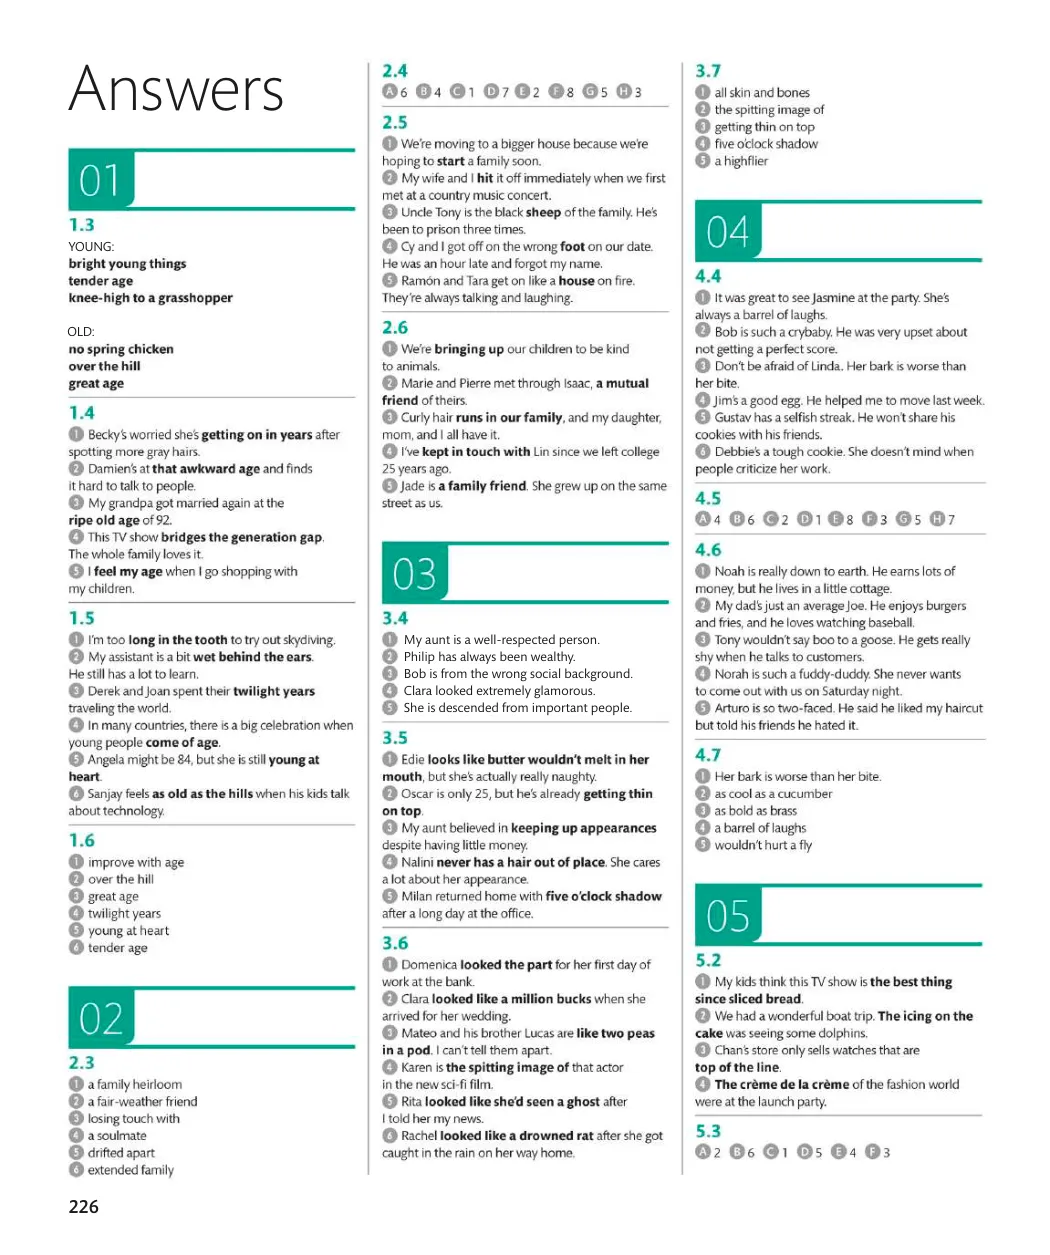 Answers
01
1.3
YOUNG:
bright young things
tender age
knee-high to a grasshopper
OLD:
no spring chicken
over the hill
great age
1.4
1 Becky's worried she's getting on in years after
spotting more gray hairs.
2 Damien's at that awkward age and finds
it hard to talk to people.
3 My grandpa got married again at the
ripe old age of 92.
4 This TV show bridges the generation gap.
The whole family loves it.
5 I feel my age when I go shopping with
my children.
1.5
1 I'm too long in the tooth to try out skydiving.
2 My assistant is a bit wet behind the ears.
He still has a lot to learn.
3 Derek and Joan spent their twilight years
traveling the world.
4 In many countries, there is a big celebration when
young people come of age.
5 Angela might be 84, but she is still young at
heart.
6 Sanjay feels as old as the hills when his kids talk
about technology.
1.6
1 improve with age
2 over the hill
3 great age
4 twilight years
5 young at heart
6 tender age
02
2.3
1 a family heirloom
2 a fair-weather friend
3 losing touch with
4 a soulmate
5 drifted apart
6 extended family
2.4
A 6 B 4 C 1 D 7 E 2 F 8 G 5 H 3
2.5
1 We're moving to a bigger house because we're
hoping to start a family soon.
2 My wife and I hit it off immediately when we first
met at a country music concert.
3 Uncle Tony is the black sheep of the family. He's
been to prison three times.
4 Cy and I got off on the wrong foot on our date.
He was an hour late and forgot my name.
5 Ramón and Tara get on like a house on fire.
They're always talking and laughing.
2.6
1 We're bringing up our children to be kind
to animals.
2 Marie and Pierre met through Isaac, a mutual
friend of theirs.
3 Curly hair runs in our family, and my daughter,
mom, and I all have it.
4 I've kept in touch with Lin since we left college
25 years ago.
5 Jade is a family friend. She grew up on the same
street as us.
03
3.4
1 My aunt is a well-respected person.
2 Philip has always been wealthy.
3 Bob is from the wrong social background.
4 Clara looked extremely glamorous.
5 She is descended from important people.
3.5
1 Edie looks like butter wouldn't melt in her
mouth, but she's actually really naughty.
2 Oscar is only 25, but he's already getting thin
on top.
3 My aunt believed in keeping up appearances
despite having little money.
4 Nalini never has a hair out of place. She cares
a lot about her appearance.
5 Milan returned home with five o'clock shadow
after a long day at the office.
3.6
1 Domenica looked the part for her first day of
work at the bank.
2 Clara looked like a million bucks when she
arrived for her wedding.
3 Mateo and his brother Lucas are like two peas
in a pod. I can't tell them apart.
4 Karen is the spitting image of that actor
in the new sci-fi film.
5 Rita looked like she'd seen a ghost after
I told her my news.
6 Rachel looked like a drowned rat after she got
caught in the rain on her way home.
3.7
1 all skin and bones
2 the spitting image of
3 getting thin on top
4 five o'clock shadow
5 a highflier
04
4.4
1 It was great to see Jasmine at the party. She's
always a barrel of laughs.
2 Bob is such a crybaby. He was very upset about
not getting a perfect score.
3 Don't be afraid of Linda. Her bark is worse than
her bite.
4 Jim's a good egg. He helped me to move last week.
5 Gustav has a selfish streak. He won't share his
cookies with his friends.
6 Debbie's a tough cookie. She doesn't mind when
people criticize her work.
4.5
A 4 B 6 C 2 D 1 E 8 F 3 G 5 H 7
4.6
1 Noah is really down to earth. He earns lots of
money, but he lives in a little cottage.
2 My dad's just an average Joe. He enjoys burgers
and fries, and he loves watching baseball.
3 Tony wouldn't say boo to a goose. He gets really
shy when he talks to customers.
4 Norah is such a fuddy-duddy. She never wants
to come out with us on Saturday night.
5 Arturo is so two-faced. He said he liked my haircut
but told his friends he hated it.
4.7
1 Her bark is worse than her bite.
2 as cool as a cucumber
3 as bold as brass
4 a barrel of laughs
5 wouldn't hurt a fly
05
5.2
1 My kids think this TV show is the best thing
since sliced bread.
2 We had a wonderful boat trip. The icing on the
cake was seeing some dolphins.
3 Chan's store only sells watches that are
top of the line.
4 The crème de la crème of the fashion world
were at the launch party.
5.3
A 2 B 6 C 1 D 5 E 4 F 3
226